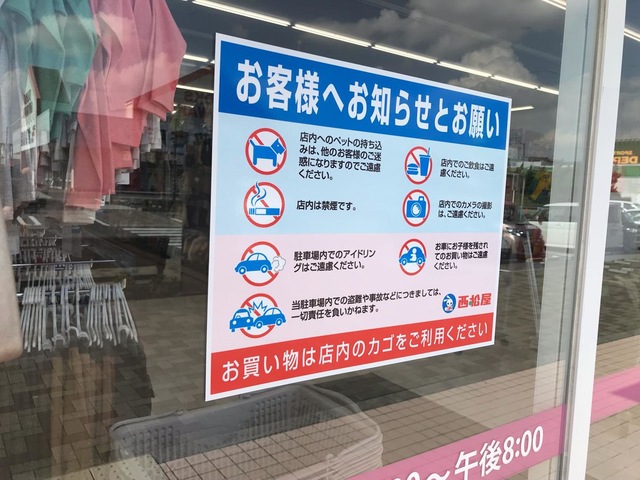 お客様へお知らせとお願い
店内へのペットの持ち込
みは、他のお客様のご迷
惑になりますのでご遠慮
ください。
店内でのご飲食はご遠
慮ください。
店内は禁煙です。
店内でのカメラの撮影
は、ご遠慮ください。
駐車場内でのアイドリン
グはご遠慮ください。
お車にお子様を残され
てのお買い物はご遠慮
ください。
当駐車場内での盗難や事故などにつきましては、
一切責任を負いかねます。
西松屋
お買い物は店内のカゴをご利用ください
～午後8:00